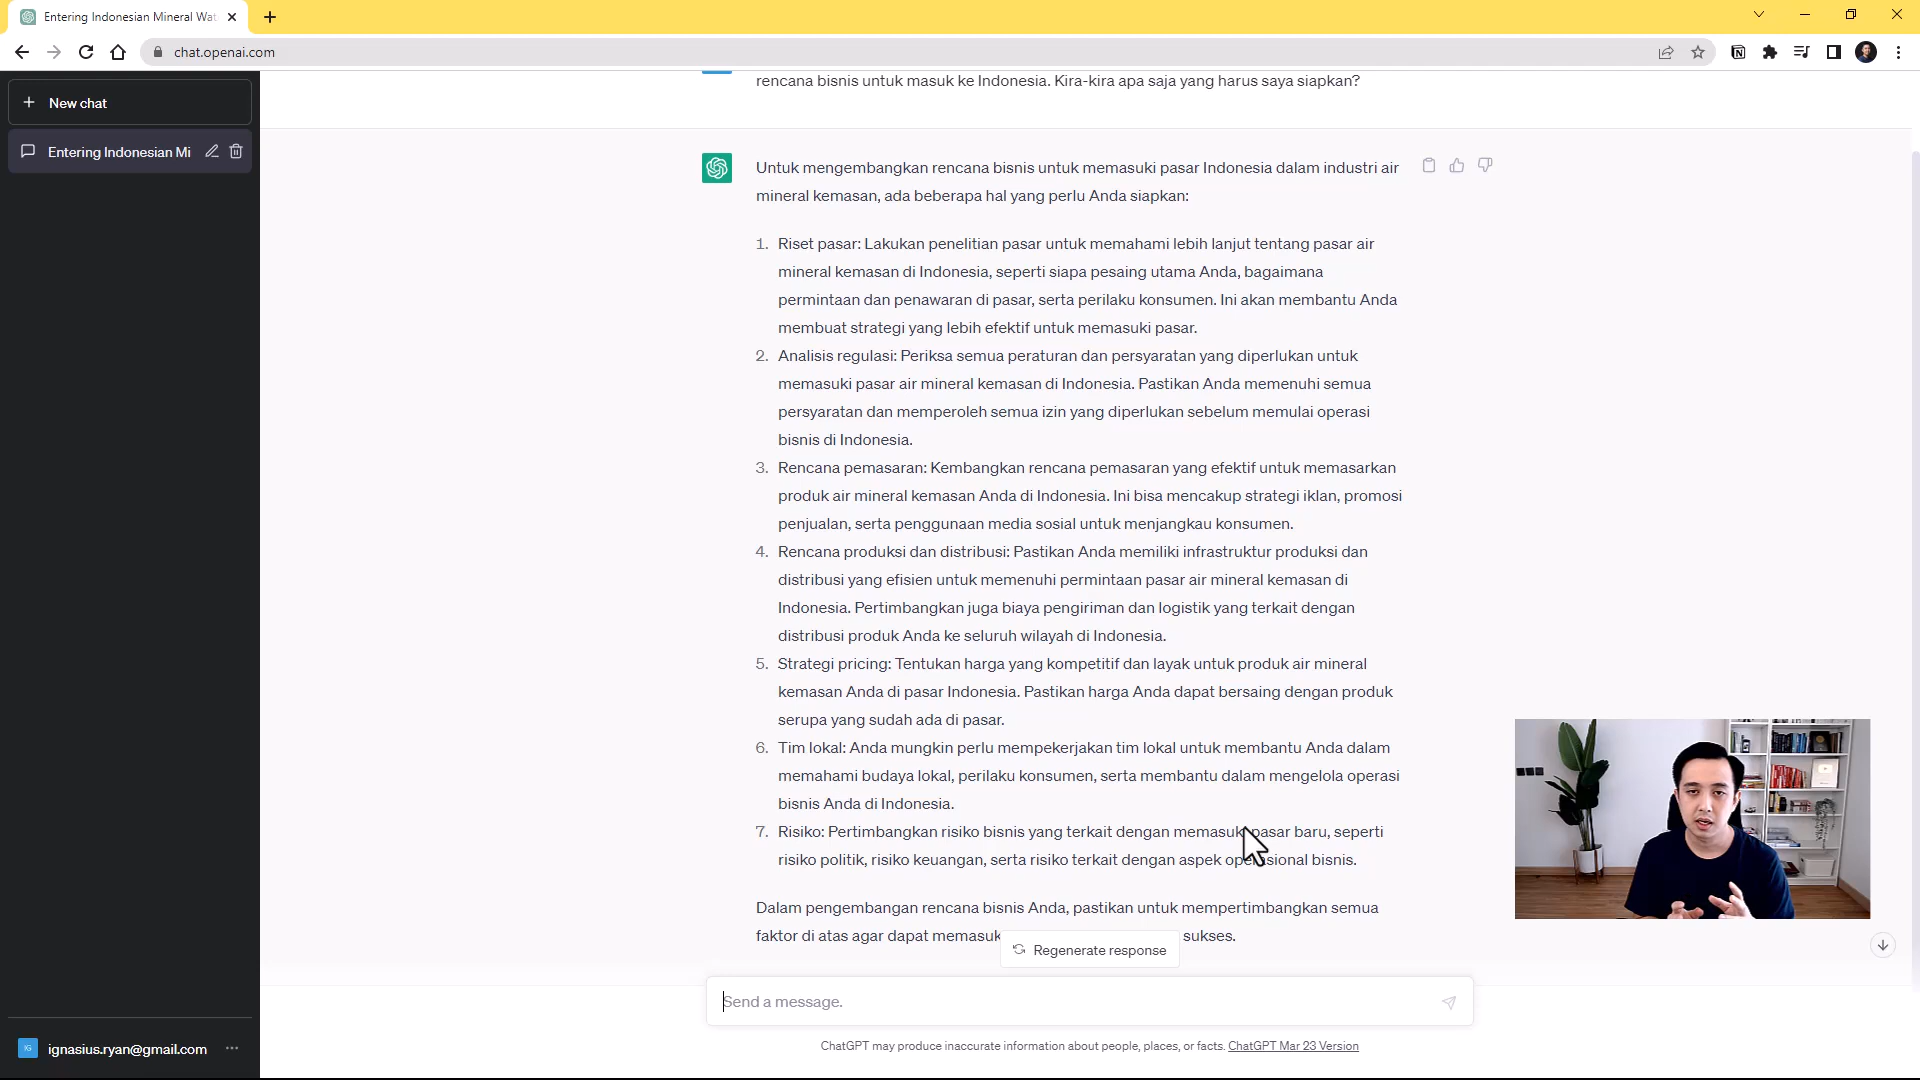 Entering Indonesian Mineral Wat
chat.openai.com
New chat
Entering Indonesian Mi
rencana bisnis untuk masuk ke Indonesia. Kira-kira apa saja yang harus saya siapkan?
Untuk mengembangkan rencana bisnis untuk memasuki pasar Indonesia dalam industri air
mineral kemasan, ada beberapa hal yang perlu Anda siapkan:
1. Riset pasar: Lakukan penelitian pasar untuk memahami lebih lanjut tentang pasar air
mineral kemasan di Indonesia, seperti siapa pesaing utama Anda, bagaimana
permintaan dan penawaran di pasar, serta perilaku konsumen. Ini akan membantu Anda
membuat strategi yang lebih efektif untuk memasuki pasar.
2. Analisis regulasi: Periksa semua peraturan dan persyaratan yang diperlukan untuk
memasuki pasar air mineral kemasan di Indonesia. Pastikan Anda memenuhi semua
persyaratan dan memperoleh semua izin yang diperlukan sebelum memulai operasi
bisnis di Indonesia.
3. Rencana pemasaran: Kembangkan rencana pemasaran yang efektif untuk memasarkan
produk air mineral kemasan Anda di Indonesia. Ini bisa mencakup strategi iklan, promosi
penjualan, serta penggunaan media sosial untuk menjangkau konsumen.
4. Rencana produksi dan distribusi: Pastikan Anda memiliki infrastruktur produksi dan
distribusi yang efisien untuk memenuhi permintaan pasar air mineral kemasan di
Indonesia. Pertimbangkan juga biaya pengiriman dan logistik yang terkait dengan
distribusi produk Anda ke seluruh wilayah di Indonesia.
5. Strategi pricing: Tentukan harga yang kompetitif dan layak untuk produk air mineral
kemasan Anda di pasar Indonesia. Pastikan harga Anda dapat bersaing dengan produk
serupa yang sudah ada di pasar.
6. Tim lokal: Anda mungkin perlu mempekerjakan tim lokal untuk membantu Anda dalam
memahami budaya lokal, perilaku konsumen, serta membantu dalam mengelola operasi
bisnis Anda di Indonesia.
7. Risiko: Pertimbangkan risiko bisnis yang terkait dengan memasuki pasar baru, seperti
risiko politik, risiko keuangan, serta risiko terkait dengan aspek operasional bisnis.
Dalam pengembangan rencana bisnis Anda, pastikan untuk mempertimbangkan semua
faktor di atas agar dapat memasuk sukses.
Regenerate response
Send a message.
ChatGPT may produce inaccurate information about people, places, or facts. ChatGPT Mar 23 Version
IG ignasius.ryan@gmail.com